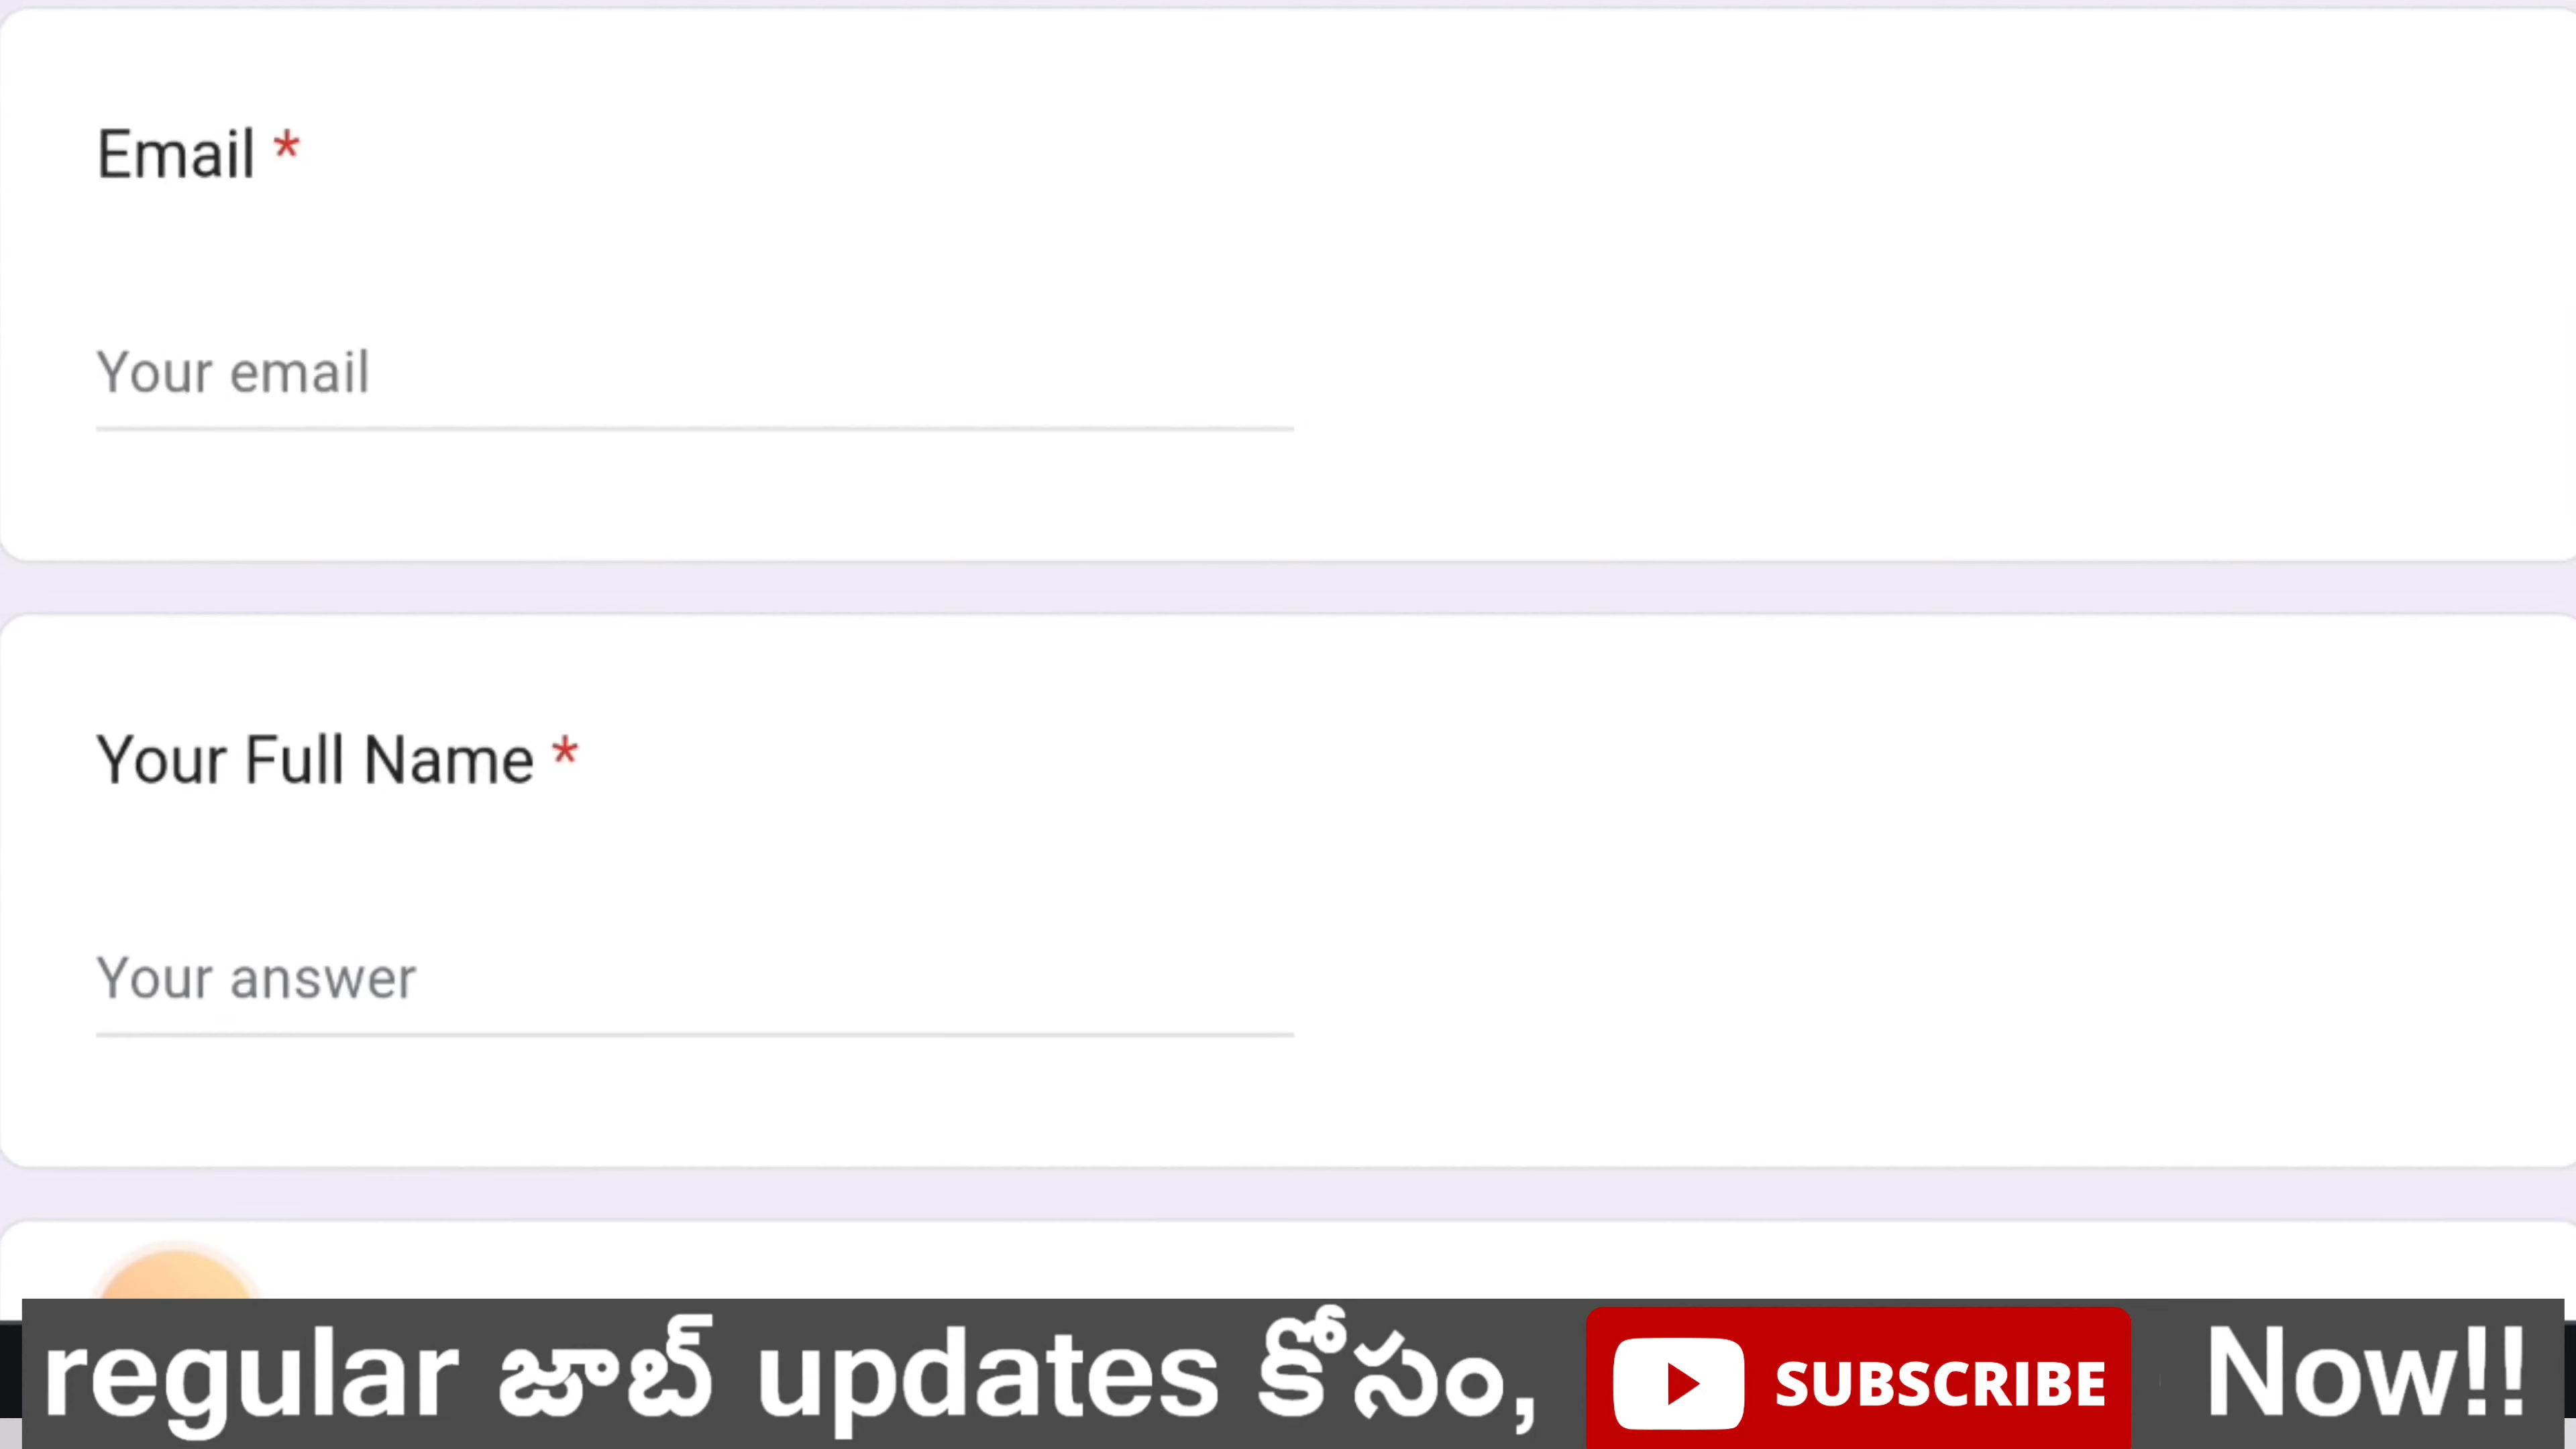 Email *
Your email
Your Full Name *
Your answer
regular జాబ్ updates కోసం, SUBSCRIBE Now!!